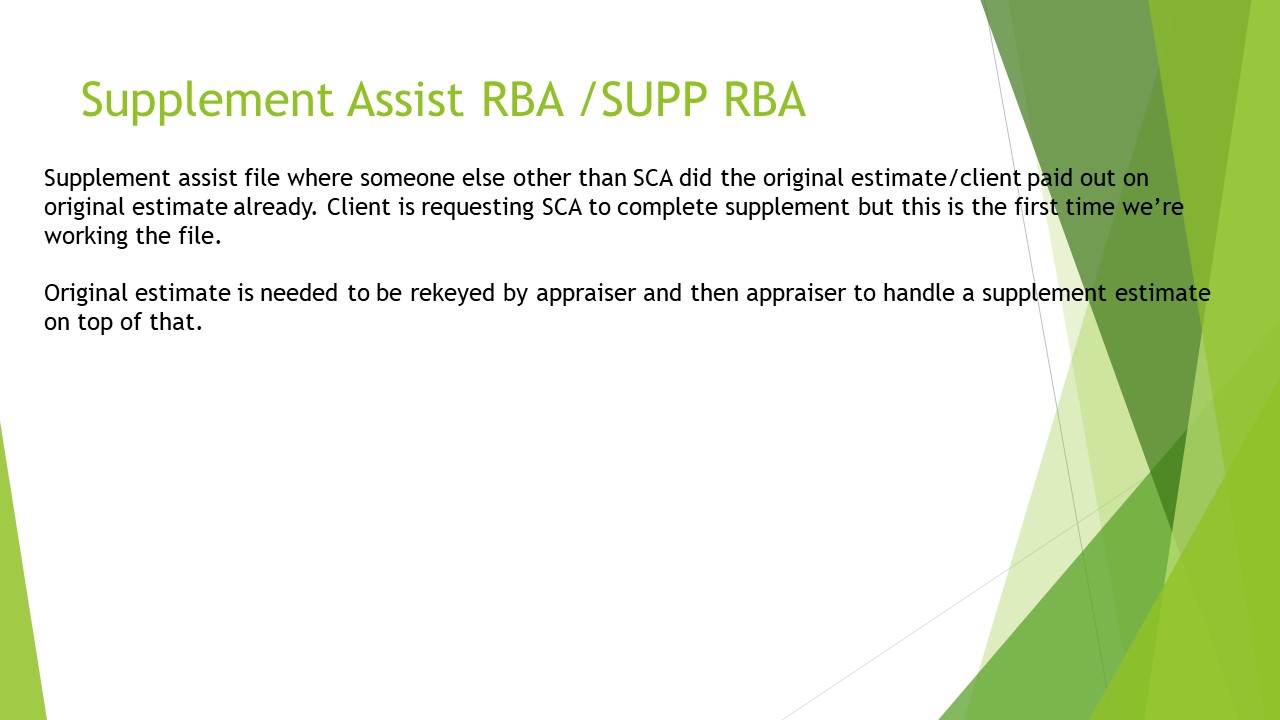 Supplement Assist RBA /SUPP RBA
Supplement assist file where someone else other than SCA did the original estimate/client paid out on
original estimate already. Client is requesting SCA to complete supplement but this is the first time we’re
working the file.
Original estimate is needed to be rekeyed by appraiser and then appraiser to handle a supplement estimate
on top of that.